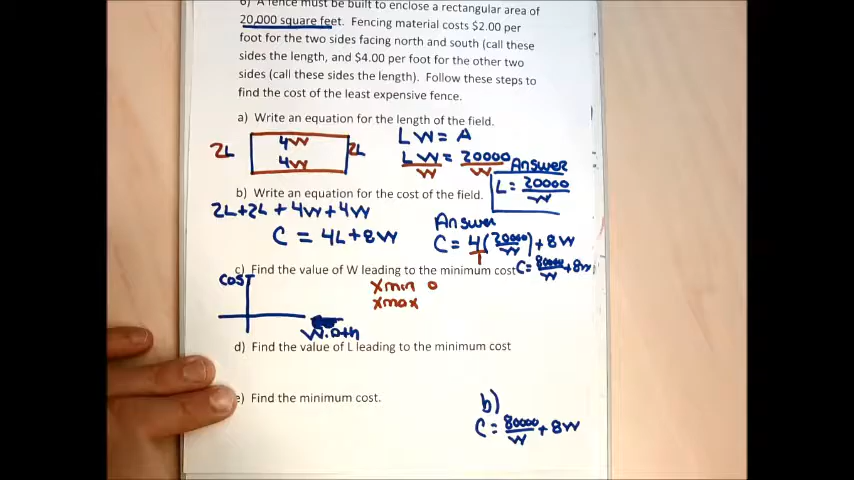 6) A fence must be built to enclose a rectangular area of
20,000 square feet. Fencing material costs $2.00 per
foot for the two sides facing north and south (call these
sides the length, and $4.00 per foot for the other two
sides (call these sides the length). Follow these steps to
find the cost of the least expensive fence.
a) Write an equation for the length of the field.
2L 4W 2L
4W
LW = A
LW = 20000
W W
Answer
L = 20000
W
b) Write an equation for the cost of the field.
2L+2L + 4W+4W
C = 4L+8W
Answer
C = 4(20000/W)+8W
1
C = 80000/W +8W
c) Find the value of W leading to the minimum cost
COST
Width
Xmin 0
Xmax
d) Find the value of L leading to the minimum cost
e) Find the minimum cost.
b)
C = 80000/W + 8W